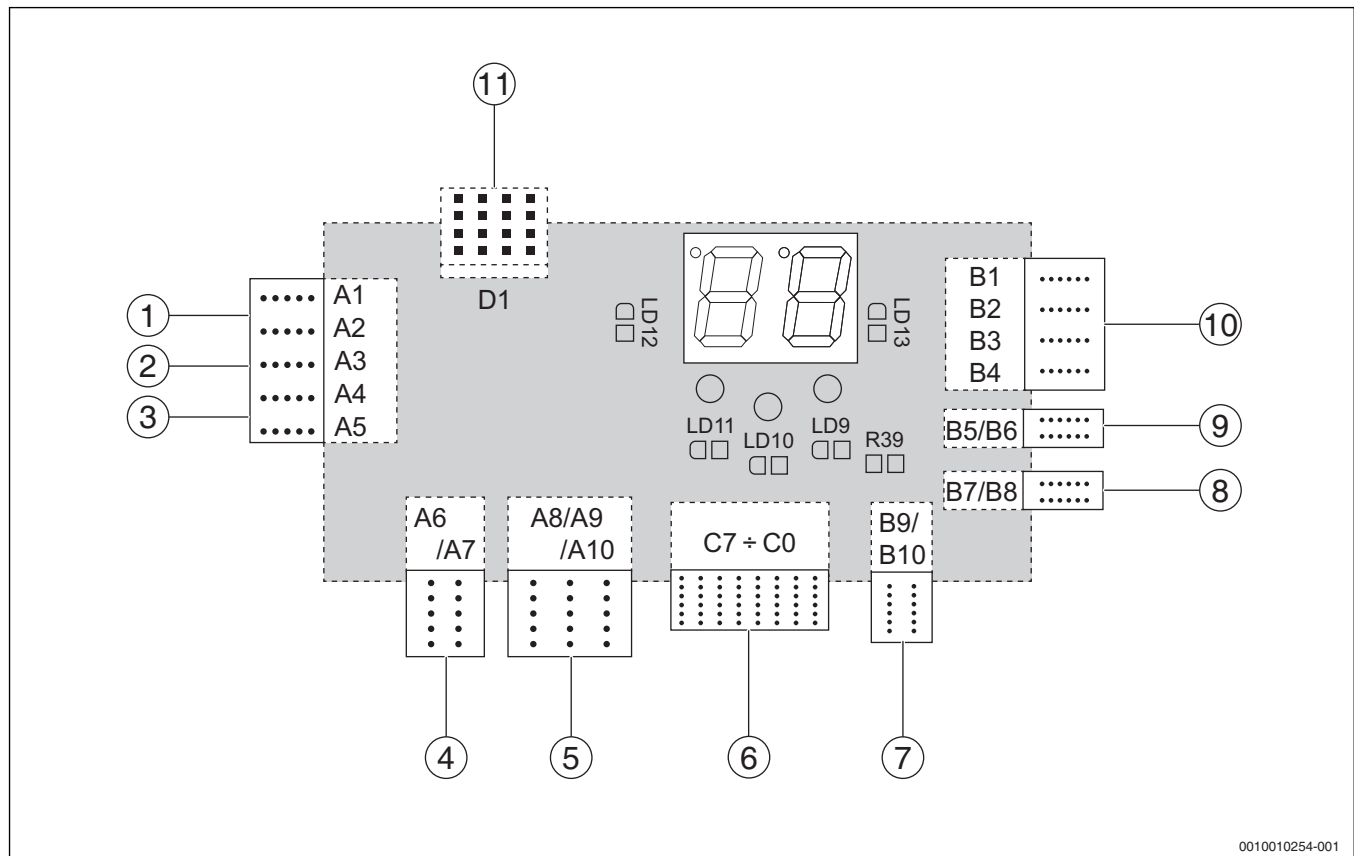 11
D1
A1
A2
A3
A4
A5
1
2
3
LD12
LD13
LD11
LD10
LD9
R39
B1
B2
B3
B4
10
B5/B6
9
B7/B8
8
A6
/A7
A8/A9
/A10
C7 ÷ C0
B9/
B10
4
5
6
7
0010010254-001